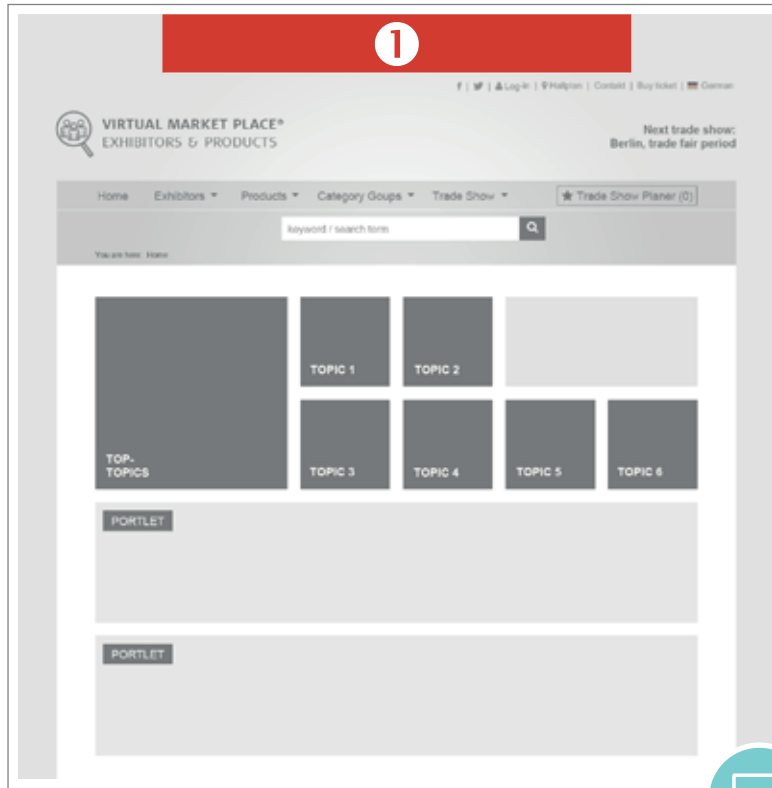 1
f | | Log-in | Hallplan | Contakt | Buy ticket | German
VIRTUAL MARKET PLACE®
EXHIBITORS & PRODUCTS
Next trade show:
Berlin, trade fair period
Home Exhibitors Products Category Goups Trade Show ★ Trade Show Planer (0)
keyword / search term
You are here: Home
TOPIC 1 TOPIC 2
TOP-
TOPICS TOPIC 3 TOPIC 4 TOPIC 5 TOPIC 6
PORTLET
PORTLET